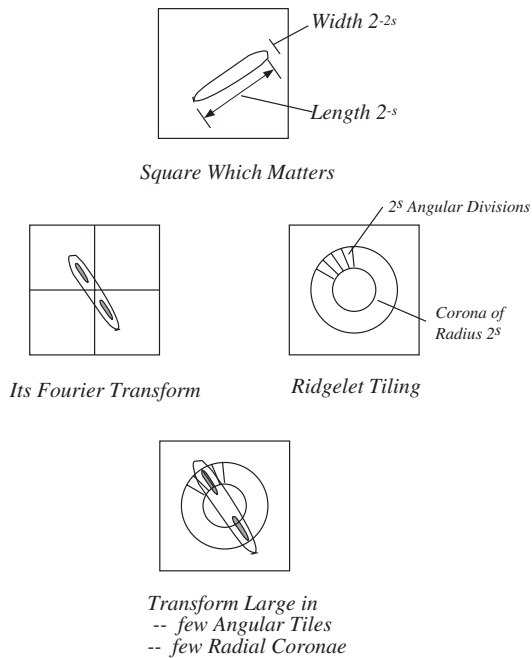 Width 2-2s
Length 2-s
Square Which Matters
2s Angular Divisions
Corona of
Radius 2s
Its Fourier Transform
Ridgelet Tiling
Transform Large in
-- few Angular Tiles
-- few Radial Coronae